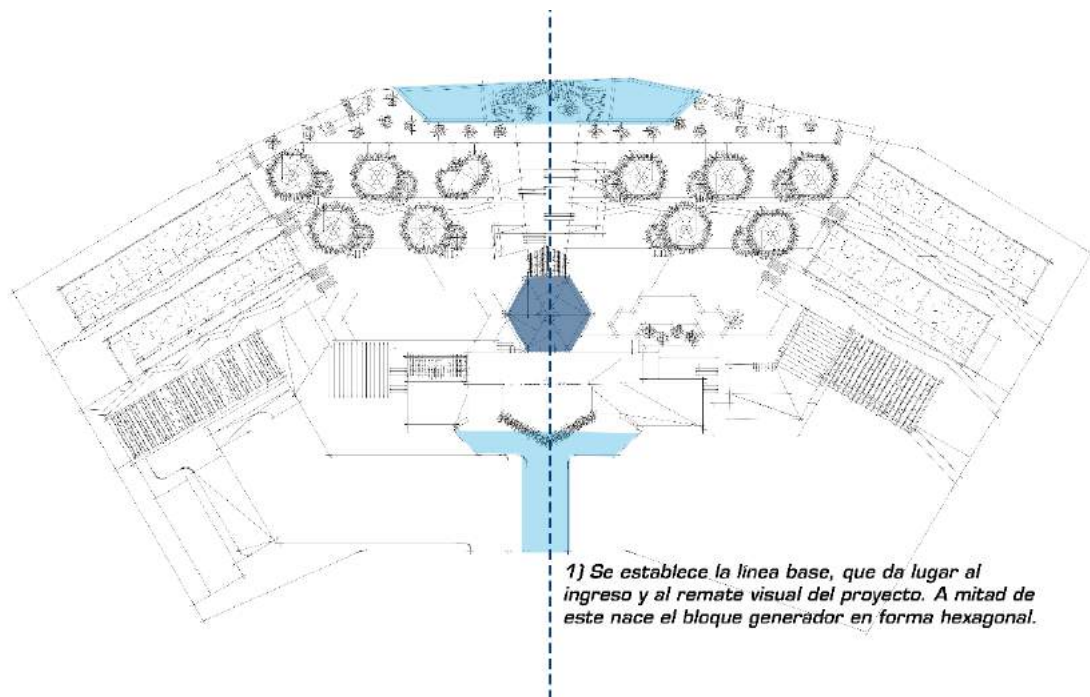 1) Se establece la línea base, que da lugar al
ingreso y al remate visual del proyecto. A mitad de
este nace el bloque generador en forma hexagonal.